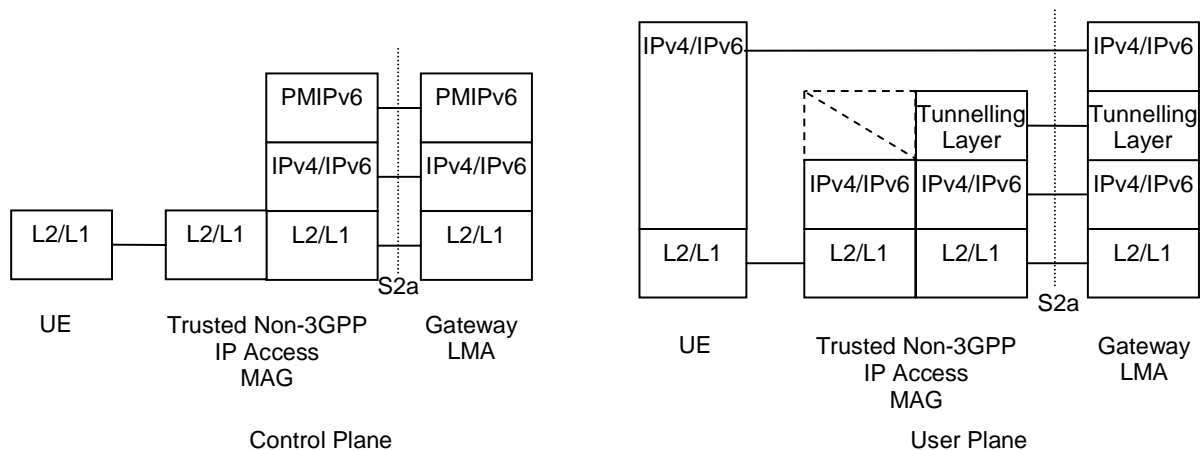 PMIPv6
PMIPv6
IPv4/IPv6
IPv4/IPv6
L2/L1
L2/L1
L2/L1
L2/L1
S2a
UE
Trusted Non-3GPP
IP Access
MAG
Gateway
LMA
Control Plane
IPv4/IPv6
IPv4/IPv6
Tunnelling
Layer
Tunnelling
Layer
IPv4/IPv6
IPv4/IPv6
IPv4/IPv6
L2/L1
L2/L1
L2/L1
L2/L1
S2a
UE
Trusted Non-3GPP
IP Access
MAG
Gateway
LMA
User Plane